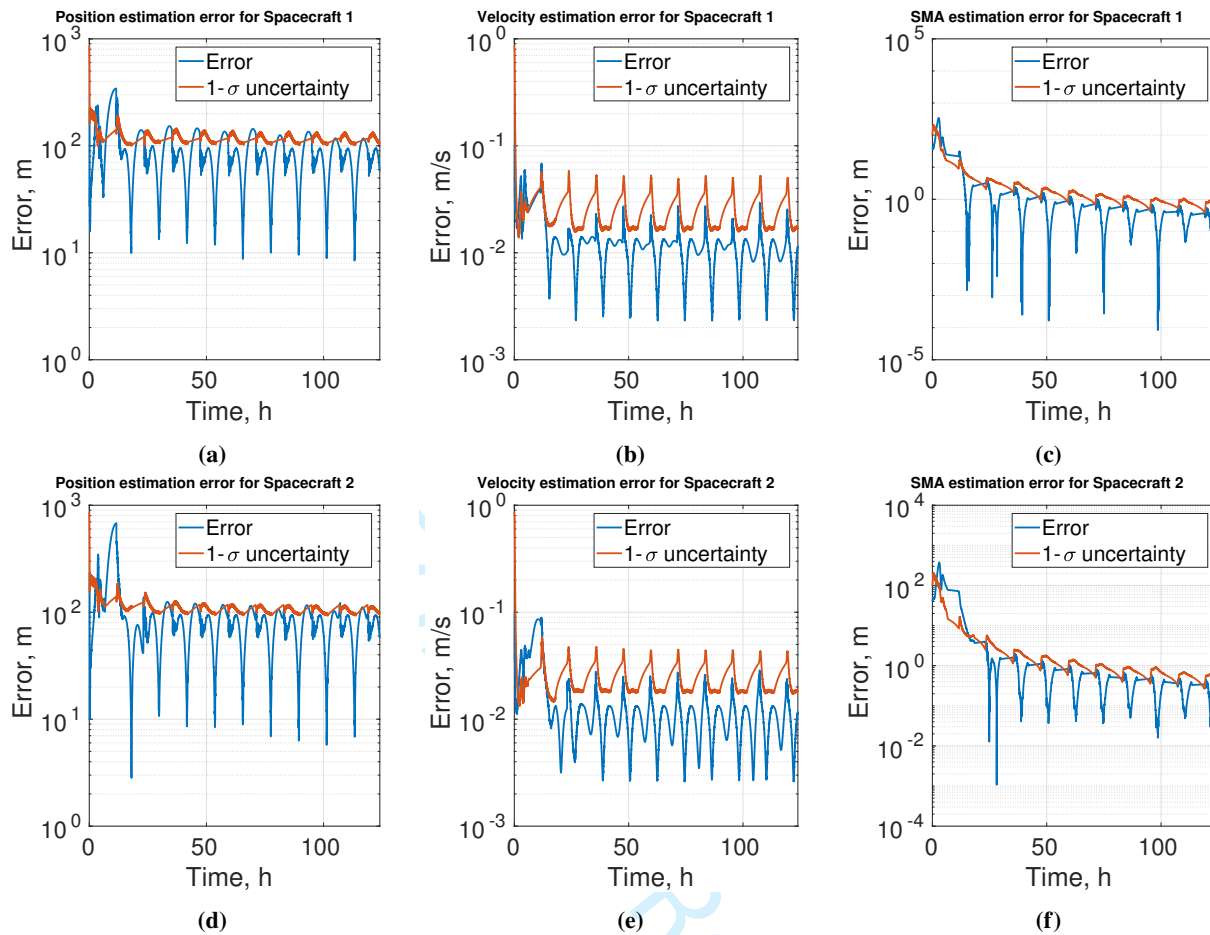 Position estimation error for Spacecraft 1
Error
1-σ uncertainty
10^3
10^2
10^1
10^0
Error, m
0 50 100
Time, h
(a)
Velocity estimation error for Spacecraft 1
Error
1-σ uncertainty
10^0
10^-1
10^-2
10^-3
Error, m/s
0 50 100
Time, h
(b)
SMA estimation error for Spacecraft 1
Error
1-σ uncertainty
10^5
10^0
10^-5
Error, m
0 50 100
Time, h
(c)
Position estimation error for Spacecraft 2
Error
1-σ uncertainty
10^3
10^2
10^1
10^0
Error, m
0 50 100
Time, h
(d)
Velocity estimation error for Spacecraft 2
Error
1-σ uncertainty
10^0
10^-1
10^-2
10^-3
Error, m/s
0 50 100
Time, h
(e)
SMA estimation error for Spacecraft 2
Error
1-σ uncertainty
10^4
10^2
10^0
10^-2
10^-4
Error, m
0 50 100
Time, h
(f)